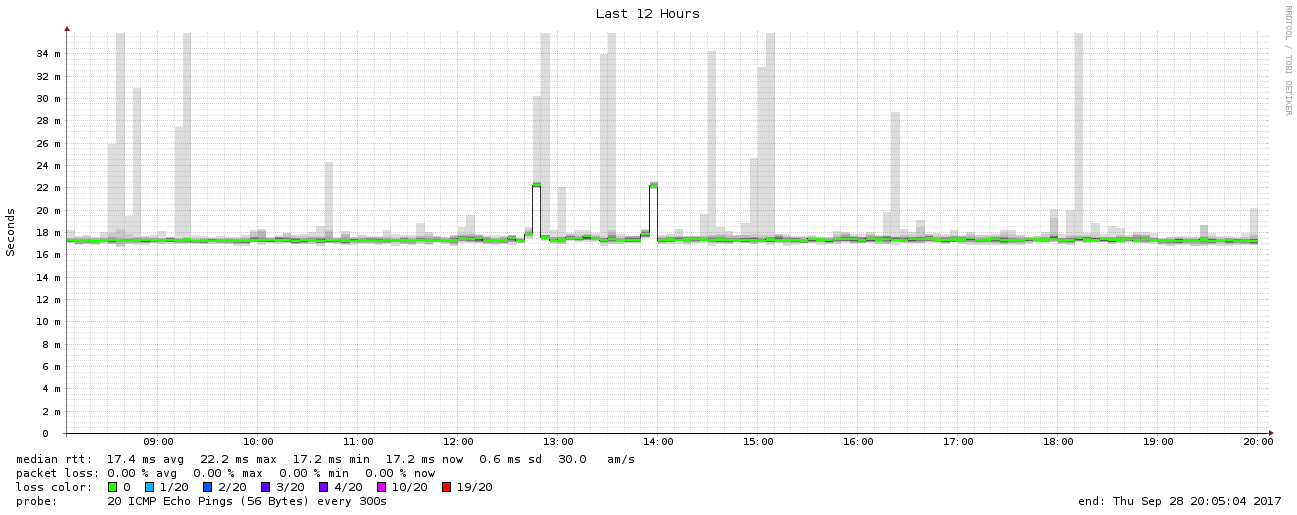 Last 12 Hours
RRDTOOL / TOBI OETIKER
Seconds
34 m
32 m
30 m
28 m
26 m
24 m
22 m
20 m
18 m
16 m
14 m
12 m
10 m
8 m
6 m
4 m
2 m
0
09:00 10:00 11:00 12:00 13:00 14:00 15:00 16:00 17:00 18:00 19:00 20:00
median rtt: 17.4 ms avg 22.2 ms max 17.2 ms min 17.2 ms now 0.6 ms sd 30.0 am/s
packet loss: 0.00 % avg 0.00 % max 0.00 % min 0.00 % now
loss color: 0 1/20 2/20 3/20 4/20 10/20 19/20
probe: 20 ICMP Echo Pings (56 Bytes) every 300s end: Thu Sep 28 20:05:04 2017